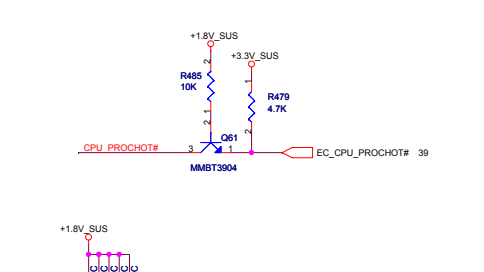 +1.8V_SUS
+3.3V_SUS
2
R485
10K
1
R479
4.7K
1
2
2
Q61
CPU_PROCHOT#
3
1
EC_CPU_PROCHOT# 39
MMBT3904
+1.8V_SUS
C C C C C